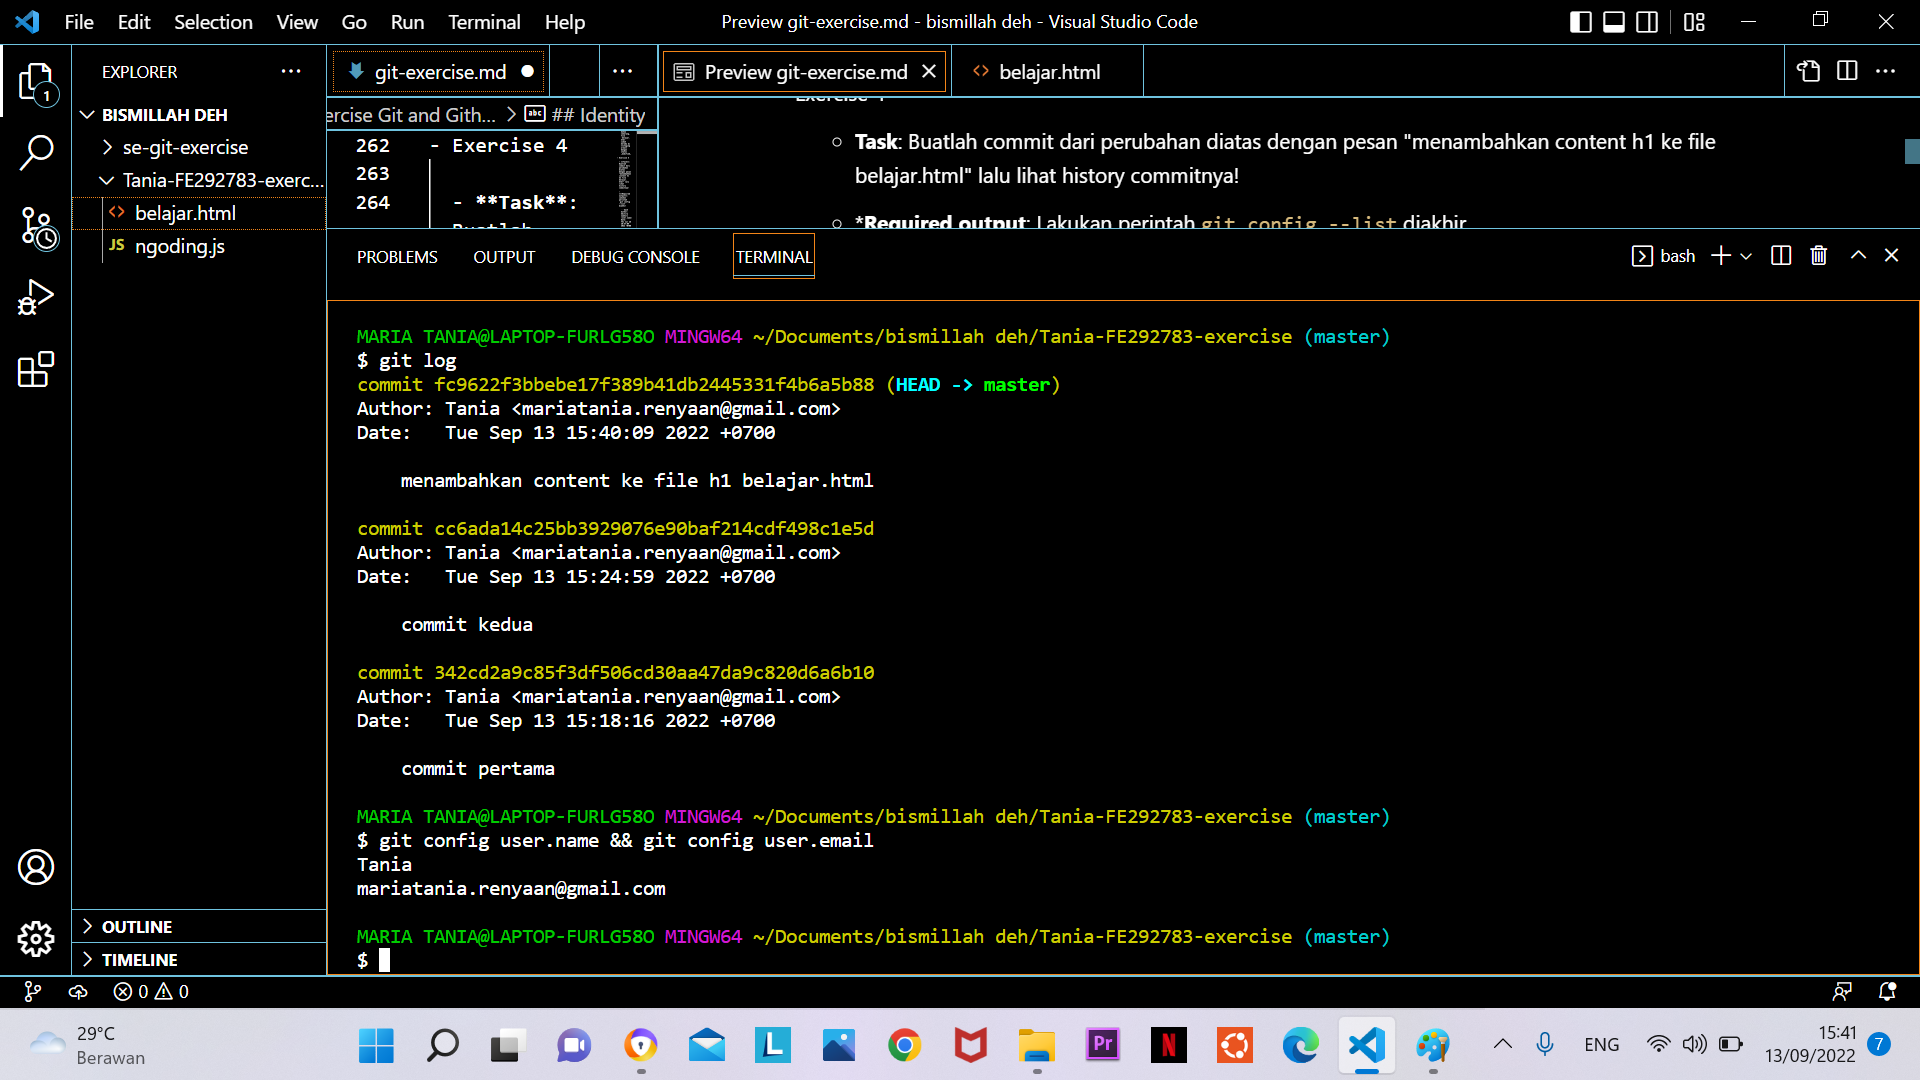 File Edit Selection View Go Run Terminal Help
Preview git-exercise.md - bismillah deh - Visual Studio Code
EXPLORER
1
BISMILLAH DEH
se-git-exercise
Tania-FE292783-exerc...
belajar.html
JS ngoding.js
OUTLINE
TIMELINE
git-exercise.md
Preview git-exercise.md
belajar.html
ercise Git and Gith... > abc ## Identity
262 - Exercise 4
263
264 - **Task**:
Buatlah
Exercise 4
Task: Buatlah commit dari perubahan diatas dengan pesan "menambahkan content h1 ke file
belajar.html" lalu lihat history commitnya!
*Required output: Lakukan perintah git config --list diakhir
PROBLEMS OUTPUT DEBUG CONSOLE TERMINAL
bash
MARIA TANIA@LAPTOP-FURLG58O MINGW64 ~/Documents/bismillah deh/Tania-FE292783-exercise (master)
$ git log
commit fc9622f3bbebe17f389b41db2445331f4b6a5b88 (HEAD -> master)
Author: Tania <mariatania.renyaan@gmail.com>
Date:   Tue Sep 13 15:40:09 2022 +0700
menambahkan content ke file h1 belajar.html
commit cc6ada14c25bb3929076e90baf214cdf498c1e5d
Author: Tania <mariatania.renyaan@gmail.com>
Date:   Tue Sep 13 15:24:59 2022 +0700
commit kedua
commit 342cd2a9c85f3df506cd30aa47da9c820d6a6b10
Author: Tania <mariatania.renyaan@gmail.com>
Date:   Tue Sep 13 15:18:16 2022 +0700
commit pertama
MARIA TANIA@LAPTOP-FURLG58O MINGW64 ~/Documents/bismillah deh/Tania-FE292783-exercise (master)
$ git config user.name && git config user.email
Tania
mariatania.renyaan@gmail.com
MARIA TANIA@LAPTOP-FURLG58O MINGW64 ~/Documents/bismillah deh/Tania-FE292783-exercise (master)
$
0 0
29°C
Berawan
L
Pr
N
ENG
15:41
13/09/2022
7